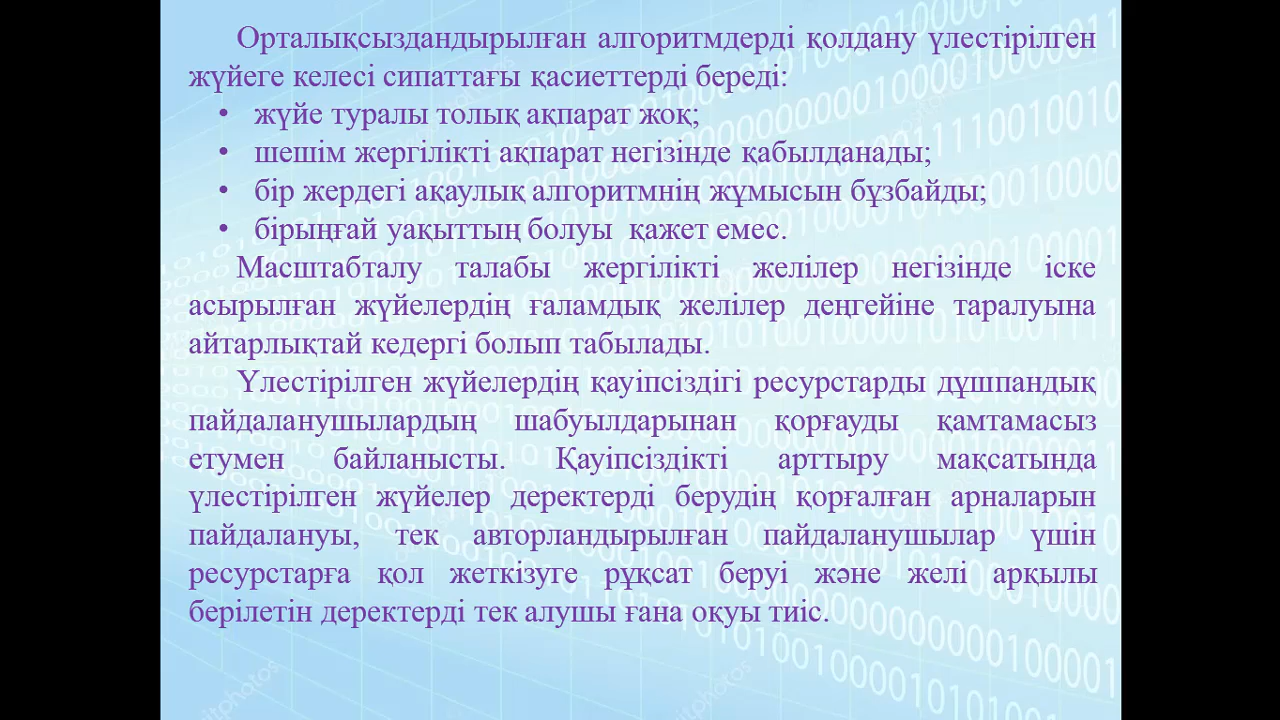 Орталықсыздандырылған алгоритмдерді қолдану үлестірілген
жүйеге келесі сипаттағы қасиеттерді береді:
• жүйе туралы толық ақпарат жоқ;
• шешім жергілікті ақпарат негізінде қабылданады;
• бір жердегі ақаулық алгоритмнің жұмысын бұзбайды;
• бірыңғай уақыттың болуы қажет емес.
Масштабталу талабы жергілікті желілер негізінде іске
асырылған жүйелердің ғаламдық желілер деңгейіне таралуына
айтарлықтай кедергі болып табылады.
Үлестірілген жүйелердің қауіпсіздігі ресурстарды дұшпандық
пайдаланушылардың шабуылдарынан қорғауды қамтамасыз
етумен байланысты. Қауіпсіздікті арттыру мақсатында
үлестірілген жүйелер деректерді берудің қорғалған арналарын
пайдалануы, тек авторландырылған пайдаланушылар үшін
ресурстарға қол жеткізуге рұқсат беруі және желі арқылы
берілетін деректерді тек алушы ғана оқуы тиіс.